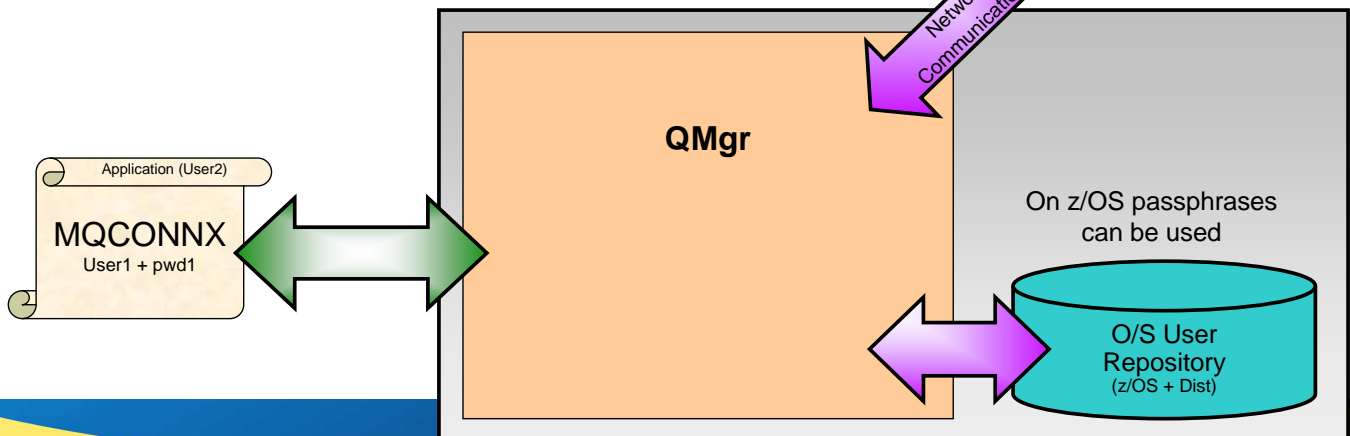 Communication
QMgr
Application (User2)
MQCONNX
User1 + pwd1
On z/OS passphrases
can be used
O/S User
Repository
(z/OS + Dist)